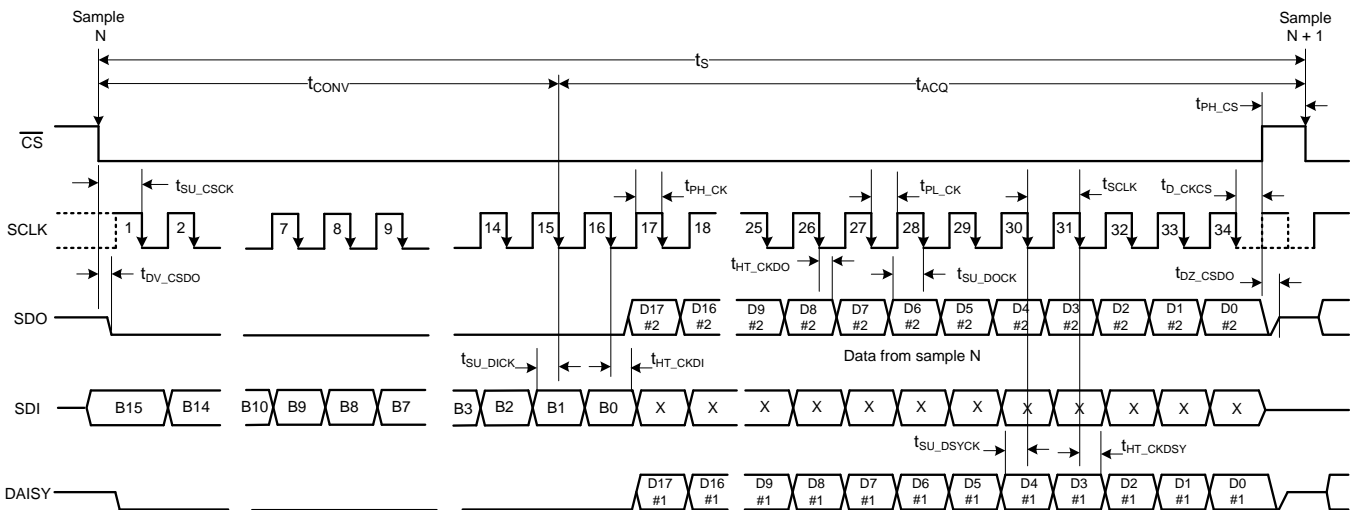 Sample
N
Sample
N + 1
tS
tCONV
tACQ
tPH_CS
CS
tSU_CSCK
tPH_CK
tPL_CK
tSCLK
tD_CKCS
SCLK
1 2 7 8 9 14 15 16 17 18 25 26 27 28 29 30 31 32 33 34
tDV_CSDO
tHT_CKDO
tSU_DOCK
tDZ_CSDO
SDO
D17 D16 D9 D8 D7 D6 D5 D4 D3 D2 D1 D0
#2 #2 #2 #2 #2 #2 #2 #2 #2 #2 #2 #2
tSU_DICK
tHT_CKDI
Data from sample N
SDI
B15 B14 B10 B9 B8 B7 B3 B2 B1 B0 X X X X X X X X X X X X
tSU_DSYCK
tHT_CKDSY
DAISY
D17 D16 D9 D8 D7 D6 D5 D4 D3 D2 D1 D0
#1 #1 #1 #1 #1 #1 #1 #1 #1 #1 #1 #1